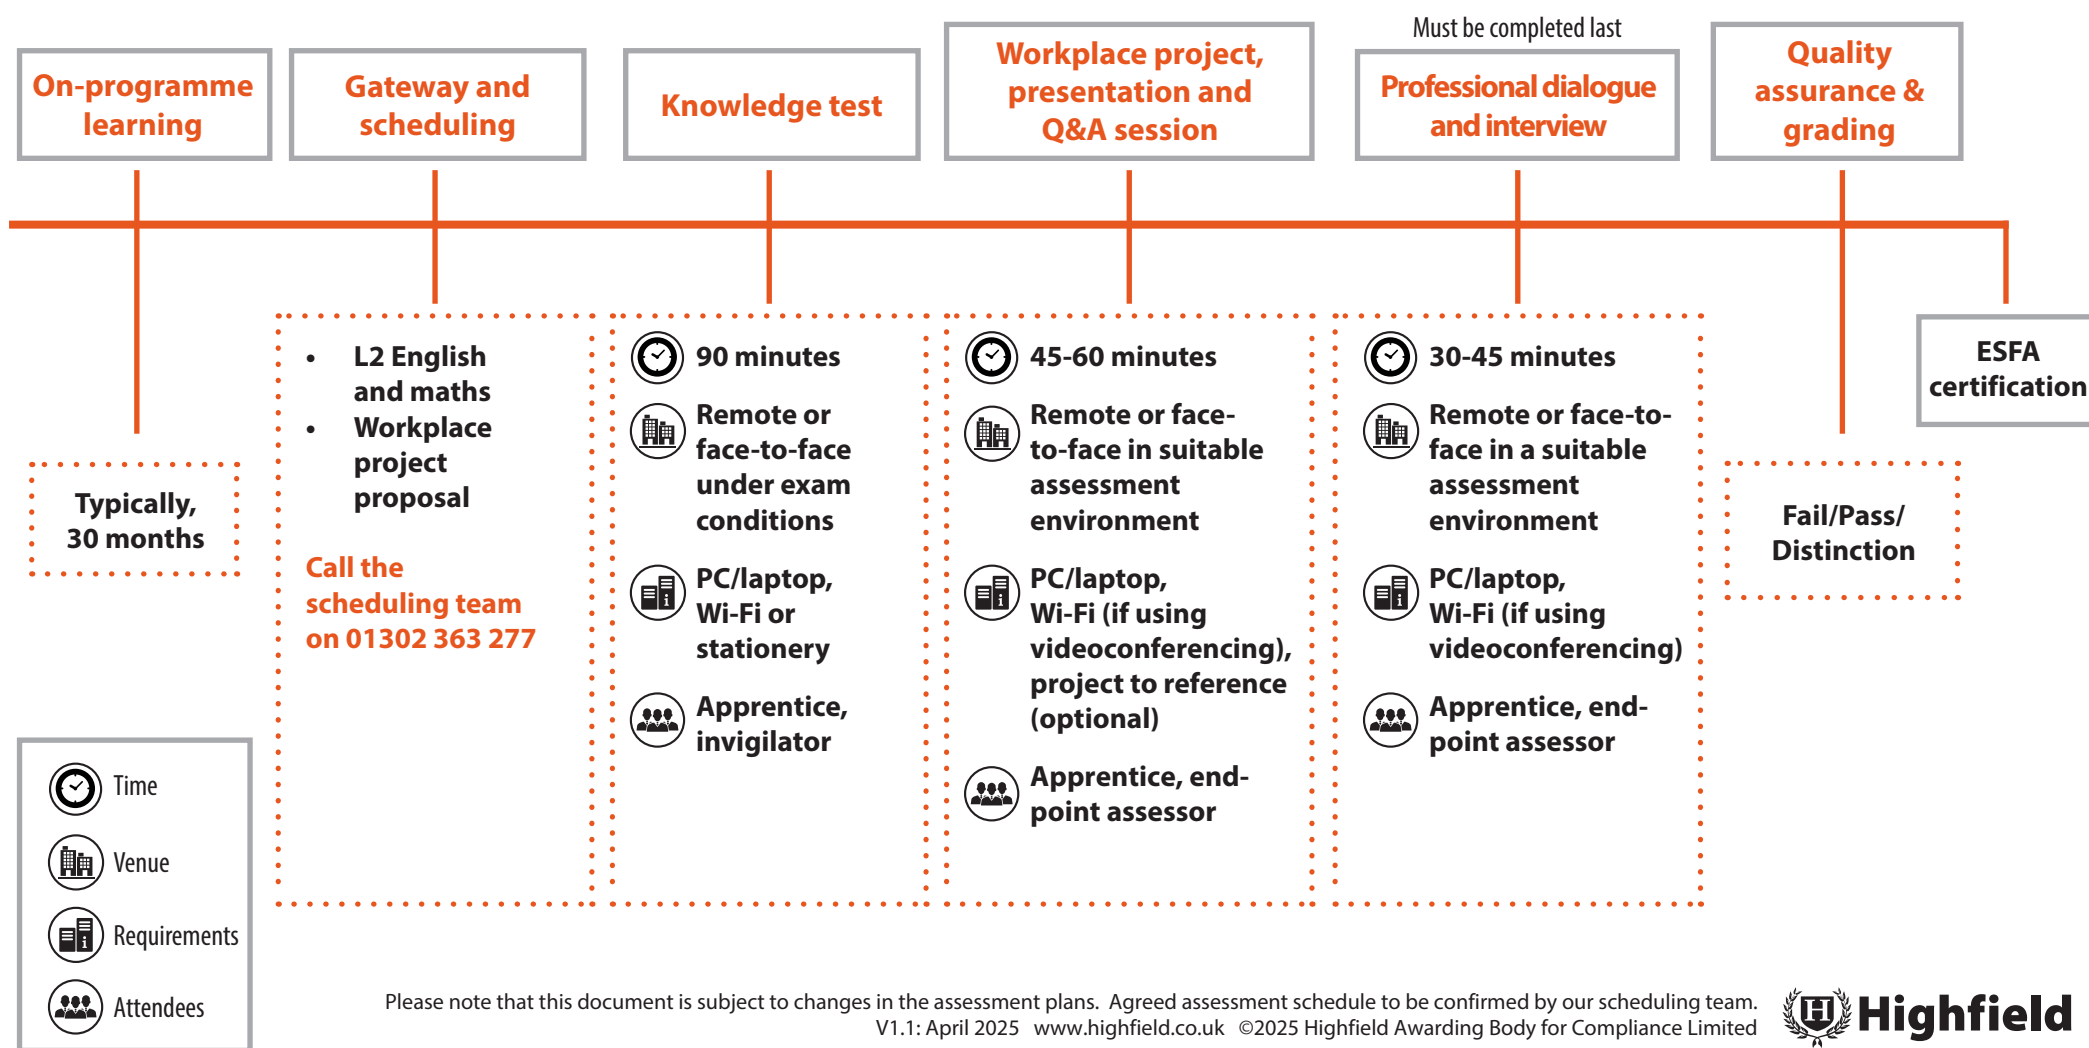 On-programme
learning
Gateway and
scheduling
Knowledge test
Workplace project,
presentation and
Q&A session
Must be completed last
Professional dialogue
and interview
Quality
assurance &
grading
Typically,
30 months
• L2 English
and maths
• Workplace
project
proposal
Call the
scheduling team
on 01302 363 277
90 minutes
Remote or
face-to-face
under exam
conditions
PC/laptop,
Wi-Fi or
stationery
Apprentice,
invigilator
45-60 minutes
Remote or face-
to-face in suitable
assessment
environment
PC/laptop,
Wi-Fi (if using
videoconferencing),
project to reference
(optional)
Apprentice, end-
point assessor
30-45 minutes
Remote or face-to-
face in a suitable
assessment
environment
PC/laptop,
Wi-Fi (if using
videoconferencing)
Apprentice, end-
point assessor
Fail/Pass/
Distinction
ESFA
certification
Time
Venue
Requirements
Attendees
Please note that this document is subject to changes in the assessment plans. Agreed assessment schedule to be confirmed by our scheduling team.
V1.1: April 2025 www.highfield.co.uk ©2025 Highfield Awarding Body for Compliance Limited
H Highfield